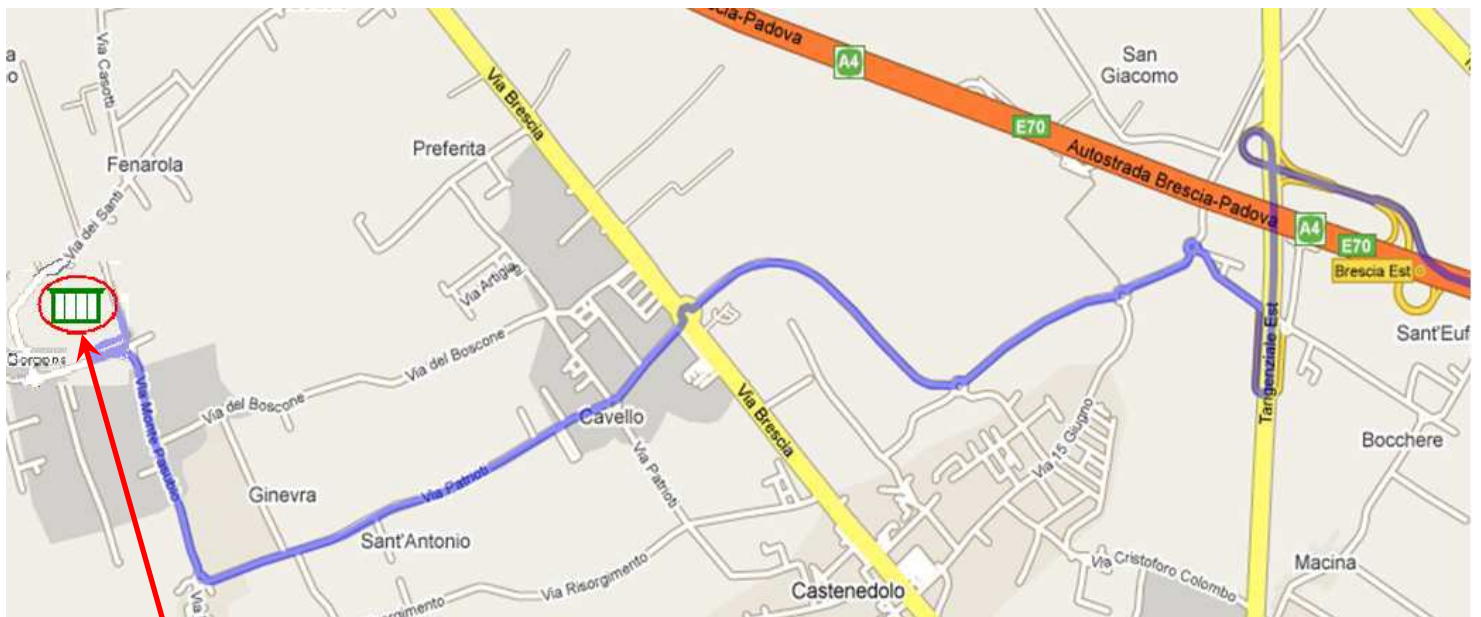 Brescia-Padova
A4
San
Giacomo
E70
Via Casotti
Fenarola
Preferita
Via Brescia
Autostrada Brescia-Padova
A4
E70
Brescia Est
Via dei Santi
Via Artigia
Sant'Euf
Via del Boscone
Via del Boscone
Via Monte Pasubio
Cavello
Via Brescia
Via 15 Giugno
Tangenziale Est
Bocchere
Ginevra
Via Patrioti
Via Patrioti
Sant'Antonio
Via Risorgimento
Castenedolo
Via Cristoforo Colombo
Macina
Via